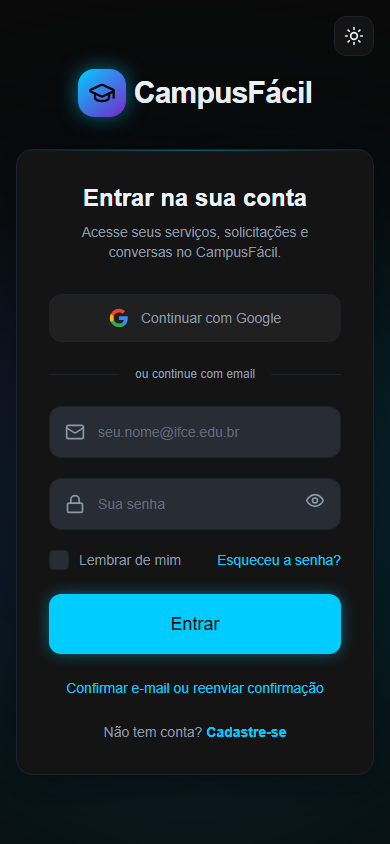 CampusFácil
Entrar na sua conta
Acesse seus serviços, solicitações e
conversas no CampusFácil.
Continuar com Google
ou continue com email
seu.nome@ifce.edu.br
Sua senha
Lembrar de mim
Esqueceu a senha?
Entrar
Confirmar e-mail ou reenviar confirmação
Não tem conta? Cadastre-se